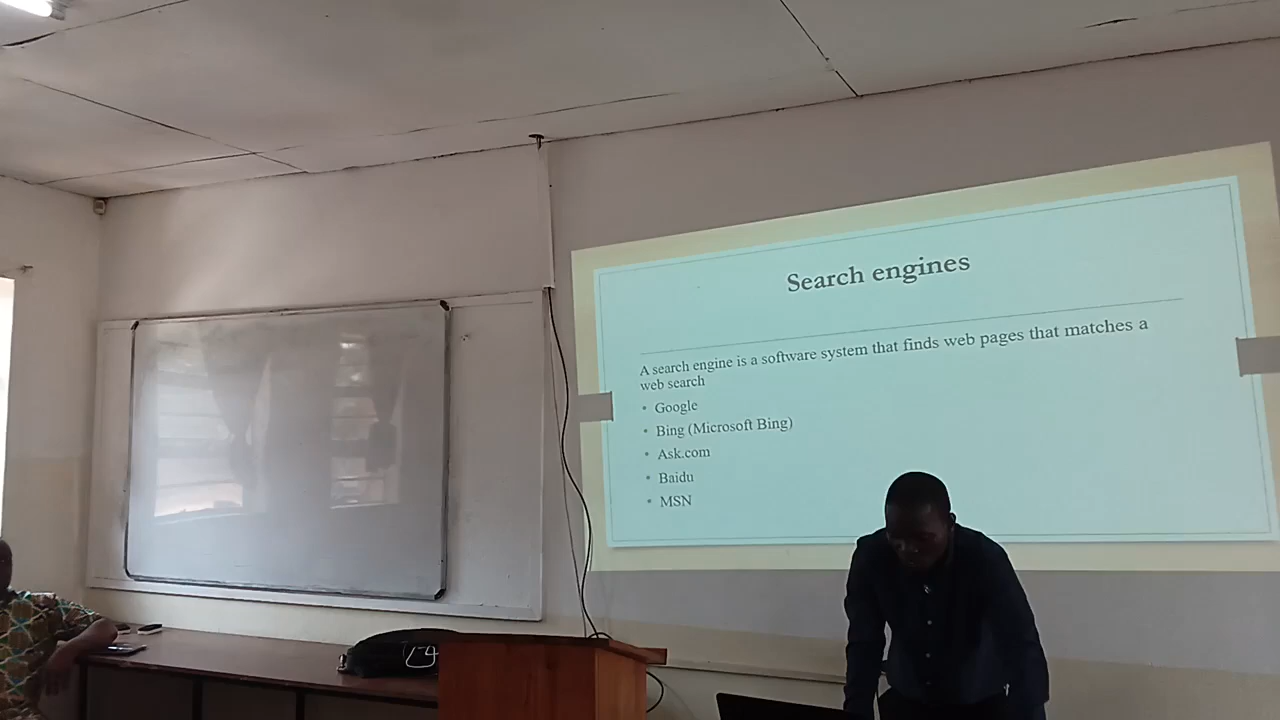 Search engines
A search engine is a software system that finds web pages that matches a
web search
• Google
• Bing (Microsoft Bing)
• Ask.com
• Baidu
• MSN